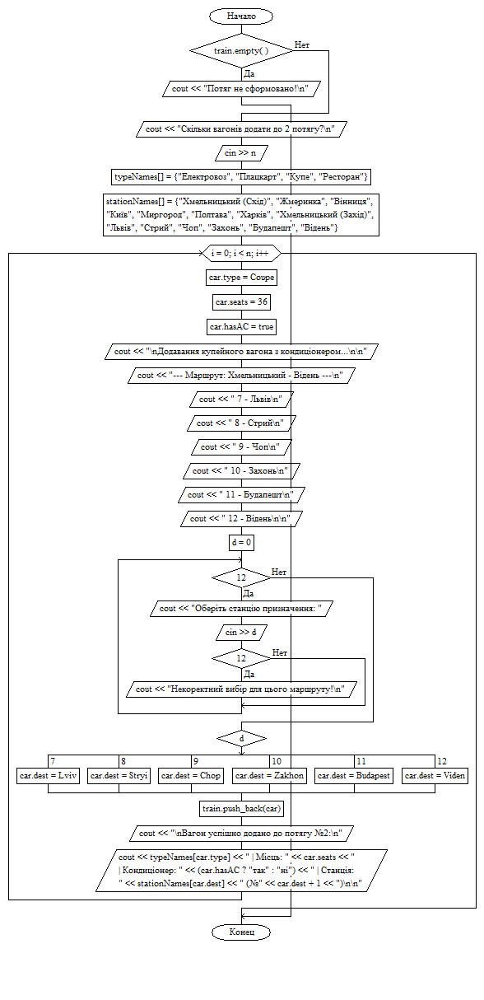 Начало
train.empty( )
Нет
Да
cout << "Потяг не сформовано!\n"
cout << "Скільки вагонів додати до 2 потягу?\n"
cin >> n
typeNames[] = {"Електровоз", "Плацкарт", "Купе", "Ресторан"}
stationNames[] = {"Хмельницький (Схід)", "Жмеринка", "Вінниця",
"Київ", "Миргород", "Полтава", "Харків", "Хмельницький (Захід)",
"Львів", "Стрий", "Чоп", "Захонь", "Будапешт", "Відень"}
i = 0; i < n; i++
car.type = Coupe
car.seats = 36
car.hasAC = true
cout << "\nДодавання купейного вагона з кондиціонером...\n\n"
cout << "--- Маршрут: Хмельницький - Відень ---\n"
cout << " 7 - Львів\n"
cout << " 8 - Стрий\n"
cout << " 9 - Чоп\n"
cout << " 10 - Захонь\n"
cout << " 11 - Будапешт\n"
cout << " 12 - Відень\n\n"
d = 0
12
Нет
Да
cout << "Оберіть станцію призначення: "
cin >> d
12
Нет
Да
cout << "Некоректний вибір для цього маршруту!\n"
d
7 8 9 10 11 12
car.dest = Lviv car.dest = Stryi car.dest = Chop car.dest = Zakhon car.dest = Budapest car.dest = Viden
train.push_back(car)
cout << "\nВагон успішно додано до потягу №2:\n"
cout << typeNames[car.type] << " | Місць: " << car.seats << "
| Кондиціонер: " << (car.hasAC ? "так" : "ні") << " | Станція:
" << stationNames[car.dest] << " (№" << car.dest + 1 << ")\n\n"
Конец